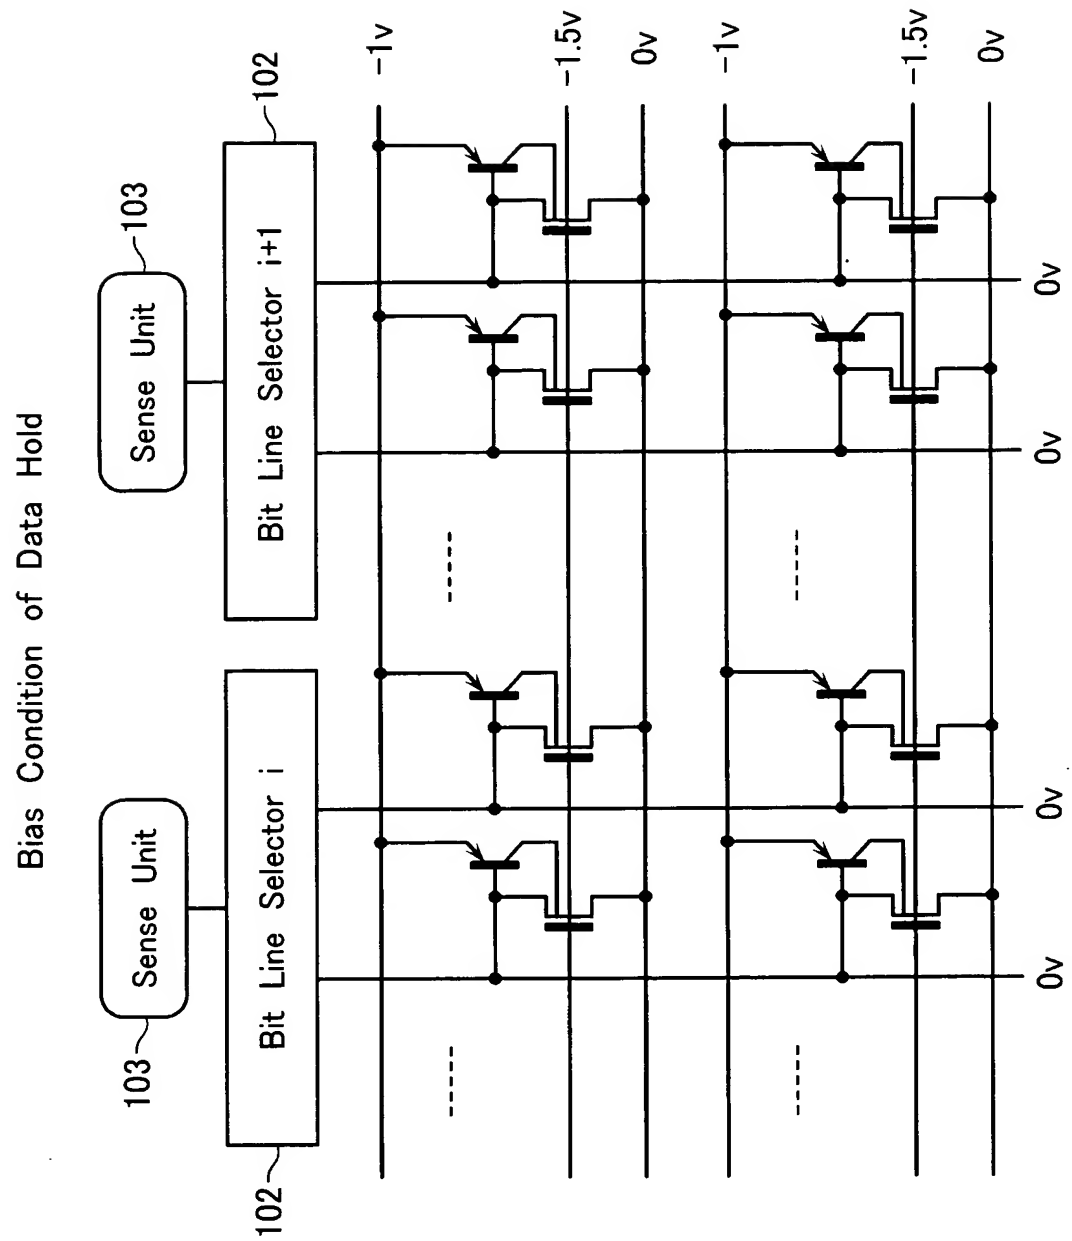 Bias Condition of Data Hold
103
Sense Unit
Sense Unit
103
102
Bit Line Selector i
Bit Line Selector i+1
102
-1v
-1.5v
0v
-1v
-1.5v
0v
0v
0v
0v
0v